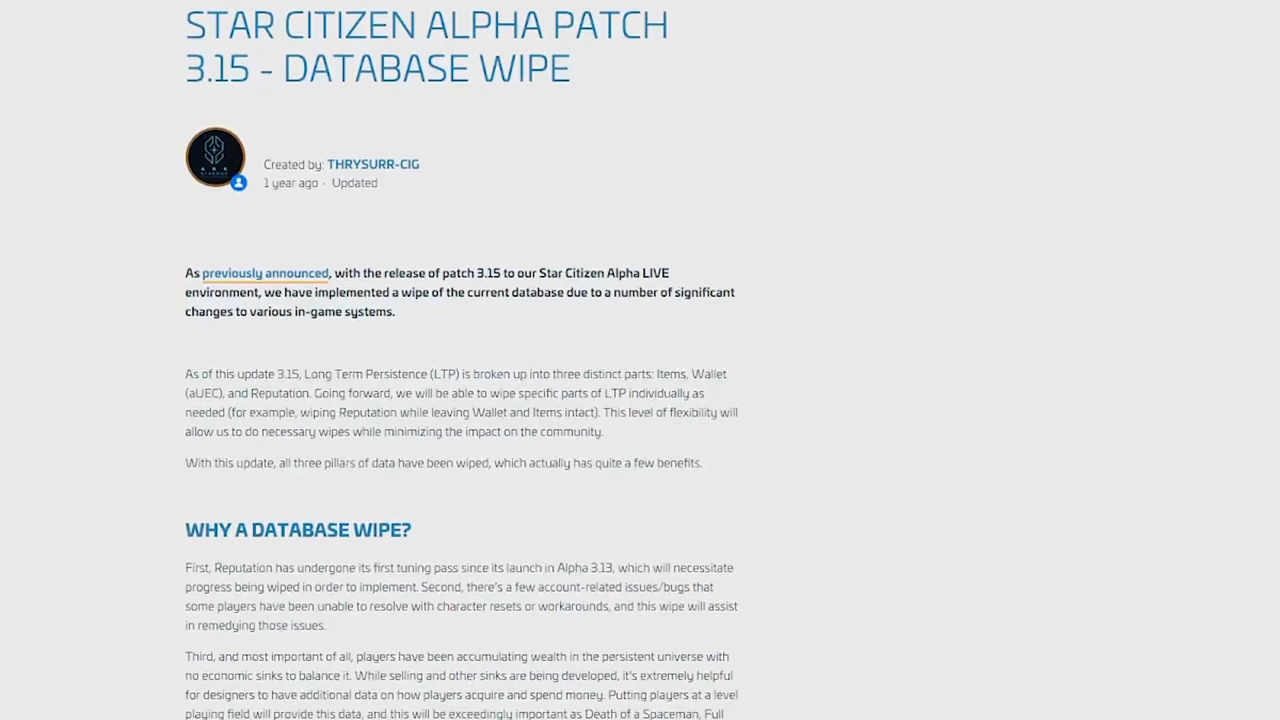 STAR CITIZEN ALPHA PATCH
3.15 - DATABASE WIPE
Created by: THRYSURR-CIG
1 year ago · Updated
As previously announced, with the release of patch 3.15 to our Star Citizen Alpha LIVE
environment, we have implemented a wipe of the current database due to a number of significant
changes to various in-game systems.
As of this update 3.15, Long Term Persistence (LTP) is broken up into three distinct parts: Items, Wallet
(aUEC), and Reputation. Going forward, we will be able to wipe specific parts of LTP individually as
needed (for example, wiping Reputation while leaving Wallet and Items intact). This level of flexibility will
allow us to do necessary wipes while minimizing the impact on the community.
With this update, all three pillars of data have been wiped, which actually has quite a few benefits.
WHY A DATABASE WIPE?
First, Reputation has undergone its first tuning pass since its launch in Alpha 3.13, which will necessitate
progress being wiped in order to implement. Second, there's a few account-related issues/bugs that
some players have been unable to resolve with character resets or workarounds, and this wipe will assist
in remedying those issues.
Third, and most important of all, players have been accumulating wealth in the persistent universe with
no economic sinks to balance it. While selling and other sinks are being developed, it's extremely helpful
for designers to have additional data on how players acquire and spend money. Putting players at a level
playing field will provide this data, and this will be exceedingly important as Death of a Spaceman, Full